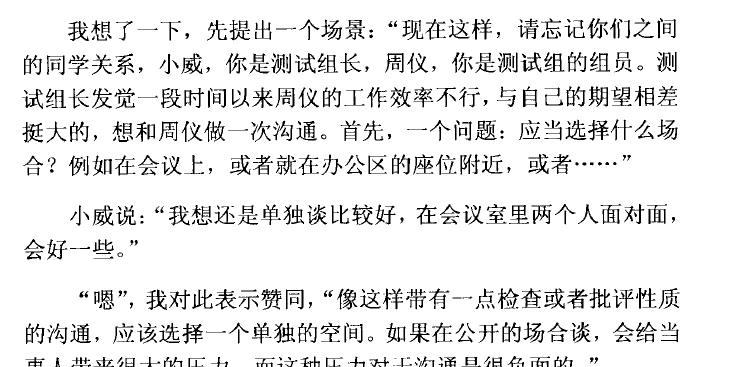 我想了一下，先提出一个场景：“现在这样，请忘记你们之间
的同学关系，小威，你是测试组长，周仪，你是测试组的组员。测
试组长发觉一段时间以来周仪的工作效率不行，与自己的期望相差
挺大的，想和周仪做一次沟通。首先，一个问题：应当选择什么场
合？例如在会议上，或者就在办公区的座位附近，或者……”
小威说：“我想还是单独谈比较好，在会议室里两个人面对面，
会好一些。”
“嗯”，我对此表示赞同，“像这样带有一点检查或者批评性质
的沟通，应该选择一个单独的空间。如果在公开的场合谈，会给当
事人带来很大的压力，而这种压力对于沟通是很负面的。”